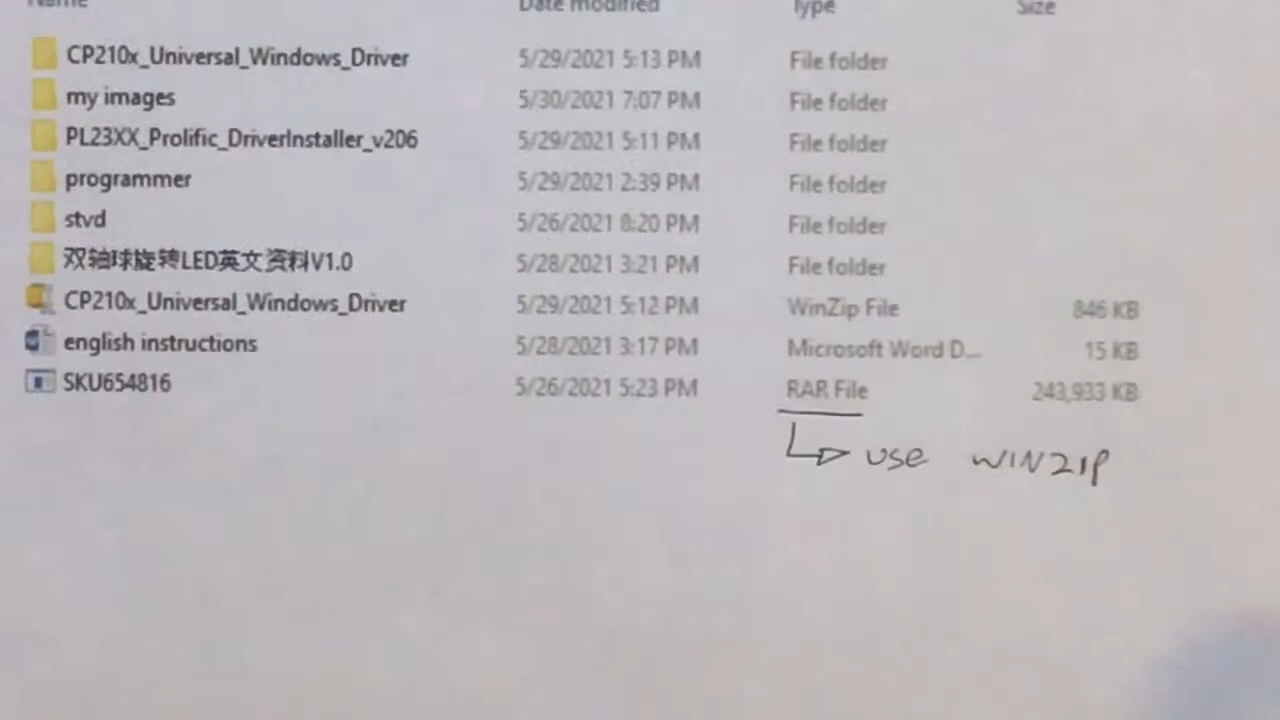 Name Date modified Type Size
CP210x_Universal_Windows_Driver 5/29/2021 5:13 PM File folder
my images 5/30/2021 7:07 PM File folder
PL23XX_Prolific_DriverInstaller_v206 5/29/2021 5:11 PM File folder
programmer 5/29/2021 2:39 PM File folder
stvd 5/26/2021 8:20 PM File folder
双轴球旋转LED英文资料V1.0 5/28/2021 3:21 PM File folder
CP210x_Universal_Windows_Driver 5/29/2021 5:12 PM WinZip File 846 KB
english instructions 5/28/2021 3:17 PM Microsoft Word D... 15 KB
SKU654816 5/26/2021 5:23 PM RAR File 243,933 KB
USE WINZIP